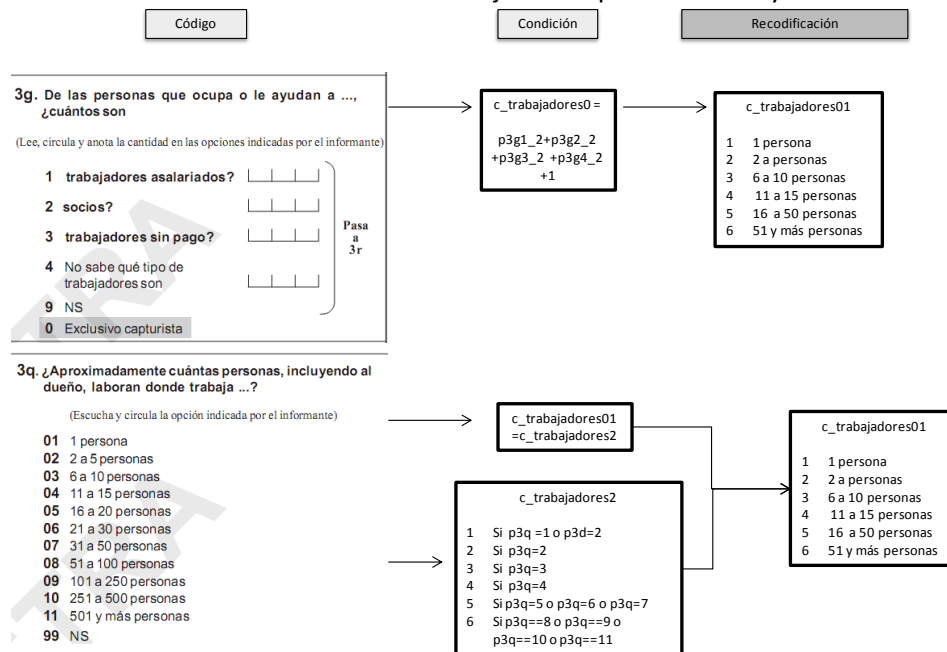 Código
Condición
Recodificación
3g. De las personas que ocupa o le ayudan a ...,
¿cuántos son
(Lee, circula y anota la cantidad en las opciones indicadas por el informante)
1 trabajadores asalariados?
2 socios?
3 trabajadores sin pago?
4 No sabe qué tipo de
trabajadores son
9 NS
0 Exclusivo capturista
Pasa
a
3r
c_trabajadores0 =
p3g1_2+p3g2_2
+p3g3_2 +p3g4_2
+1
c_trabajadores01
1 1 persona
2 2 a personas
3 6 a 10 personas
4 11 a 15 personas
5 16 a 50 personas
6 51 y más personas
3q. ¿Aproximadamente cuántas personas, incluyendo al
dueño, laboran donde trabaja ...?
(Escucha y circula la opción indicada por el informante)
01 1 persona
02 2 a 5 personas
03 6 a 10 personas
04 11 a 15 personas
05 16 a 20 personas
06 21 a 30 personas
07 31 a 50 personas
08 51 a 100 personas
09 101 a 250 personas
10 251 a 500 personas
11 501 y más personas
99 NS
c_trabajadores01
=c_trabajadores2
c_trabajadores2
1 Si p3q =1 o p3d=2
2 Si p3q=2
3 Si p3q=3
4 Si p3q=4
5 Si p3q=5 o p3q=6 o p3q=7
6 Si p3q==8 o p3q==9 o
p3q==10 o p3q==11
c_trabajadores01
1 1 persona
2 2 a personas
3 6 a 10 personas
4 11 a 15 personas
5 16 a 50 personas
6 51 y más personas
TRA
TRA